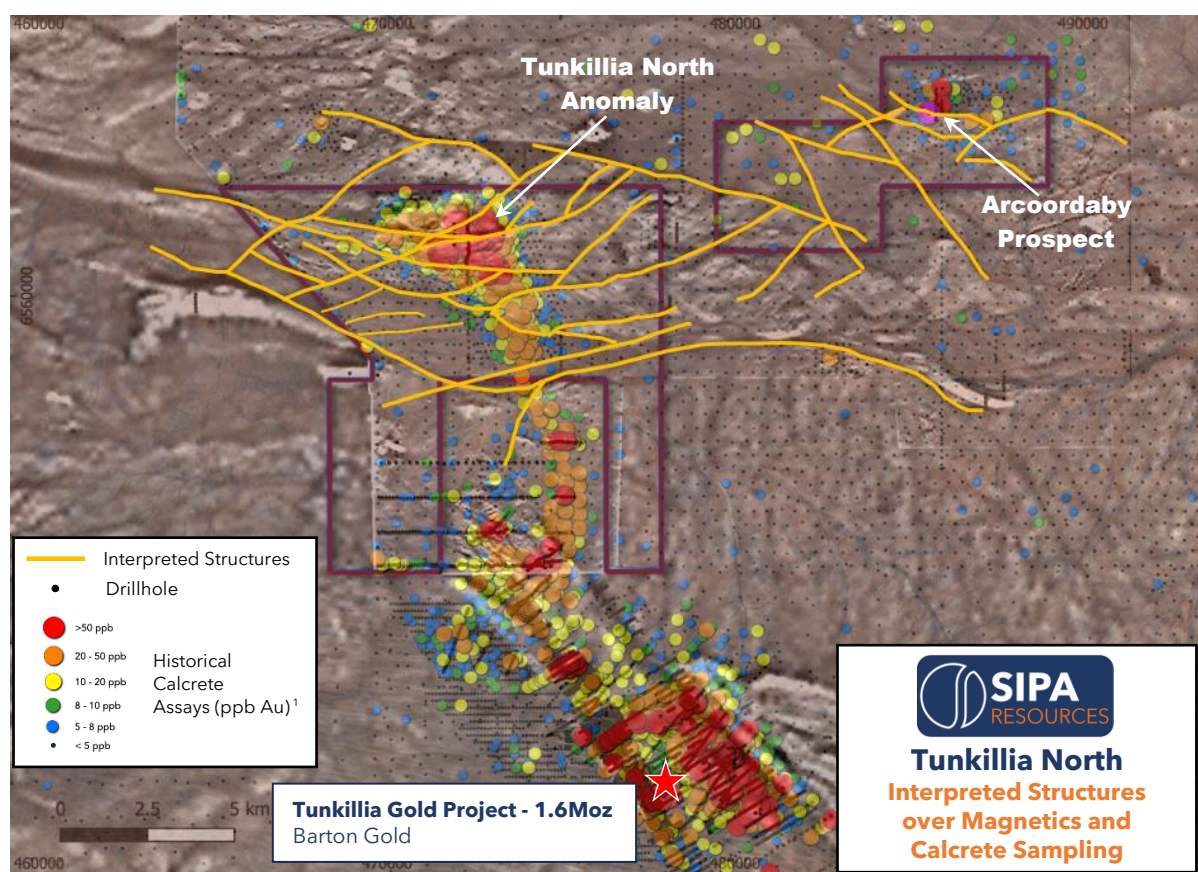 460000
470000
480000
490000
Tunkillia North
Anomaly
Arcoordaby
Prospect
6560000
Interpreted Structures
Drillhole
>50 ppb
20 - 50 ppb
10 - 20 ppb
8 - 10 ppb
5 - 8 ppb
< 5 ppb
Historical
Calcrete
Assays (ppb Au)¹
0 2.5 5 km
Tunkillia Gold Project - 1.6Moz
Barton Gold
SIPA
RESOURCES
Tunkillia North
Interpreted Structures
over Magnetics and
Calcrete Sampling
460000
470000
480000